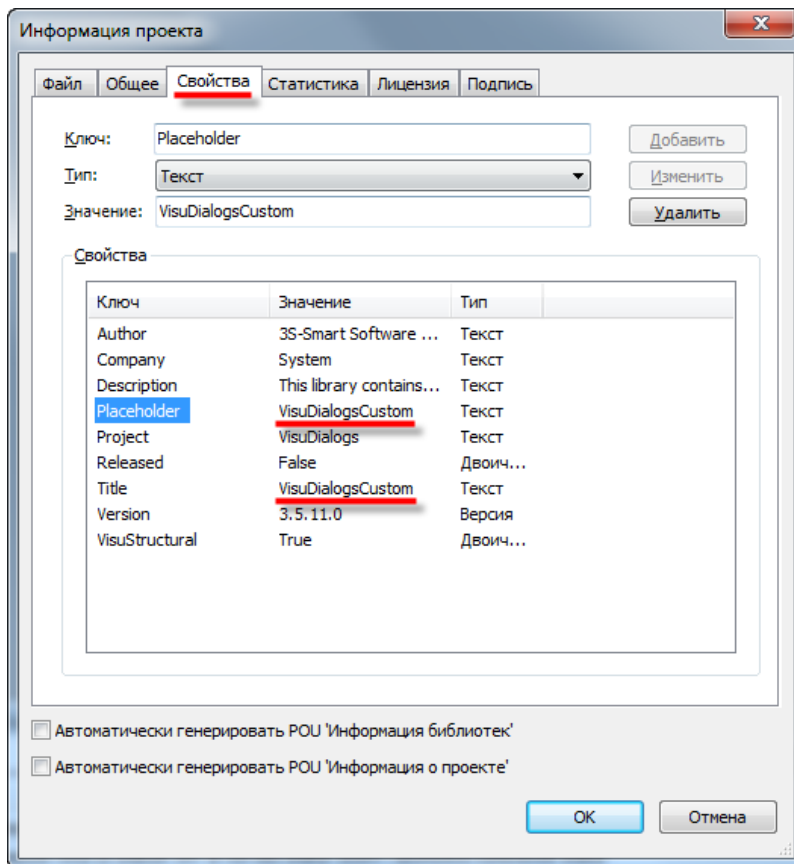 Информация проекта
Файл Общее Свойства Статистика Лицензия Подпись
Ключ: Placeholder Добавить
Тип: Текст Изменить
Значение: VisuDialogsCustom Удалить
Свойства
Ключ Значение Тип
Author 3S-Smart Software ... Текст
Company System Текст
Description This library contains... Текст
Placeholder VisuDialogsCustom Текст
Project VisuDialogs Текст
Released False Двоич...
Title VisuDialogsCustom Текст
Version 3.5.11.0 Версия
VisuStructural True Двоич...
Автоматически генерировать POU 'Информация библиотек'
Автоматически генерировать POU 'Информация о проекте'
OK Отмена